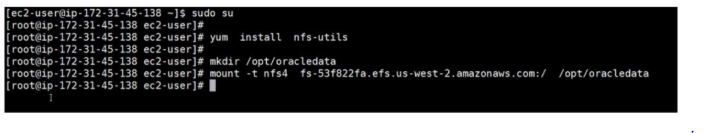 [ec2-user@ip-172-31-45-138 ~]$ sudo su
[root@ip-172-31-45-138 ec2-user]#
[root@ip-172-31-45-138 ec2-user]# yum  install  nfs-utils
[root@ip-172-31-45-138 ec2-user]#
[root@ip-172-31-45-138 ec2-user]# mkdir /opt/oracledata
[root@ip-172-31-45-138 ec2-user]# mount -t nfs4  fs-53f822fa.efs.us-west-2.amazonaws.com:/  /opt/oracledata
[root@ip-172-31-45-138 ec2-user]#
.